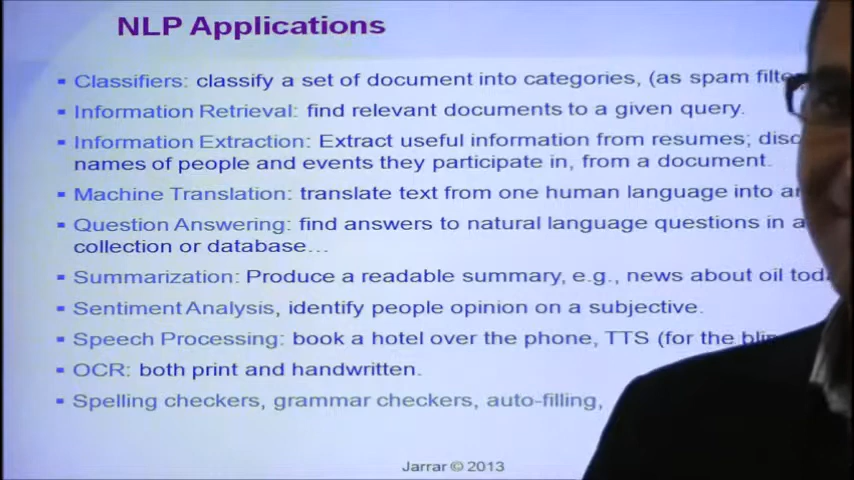 NLP Applications
▪ Classifiers: classify a set of document into categories, (as spam
▪ Information Retrieval: find relevant documents to a given query.
▪ Information Extraction: Extract useful information from resumes;
names of people and events they participate in, from a document.
▪ Machine Translation: translate text from one human language into
▪ Question Answering: find answers to natural language questions in a
collection or database…
▪ Summarization: Produce a readable summary, e.g., news about oil
▪ Sentiment Analysis, identify people opinion on a subjective.
▪ Speech Processing: book a hotel over the phone, TTS (for the
▪ OCR: both print and handwritten.
▪ Spelling checkers, grammar checkers, auto-filling,
Jarrar © 2013